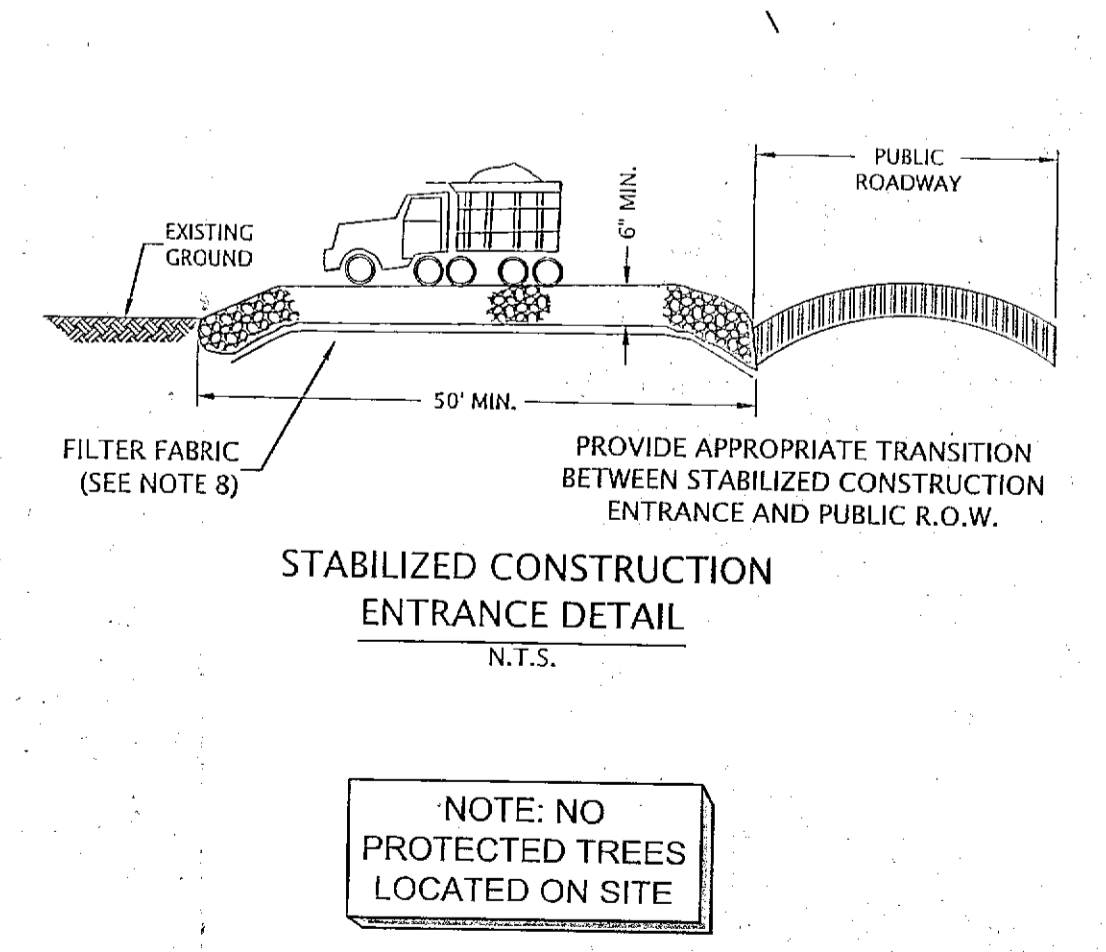 PUBLIC
ROADWAY
6" MIN.
EXISTING
GROUND
50' MIN.
FILTER FABRIC
(SEE NOTE 8)
PROVIDE APPROPRIATE TRANSITION
BETWEEN STABILIZED CONSTRUCTION
ENTRANCE AND PUBLIC R.O.W.
STABILIZED CONSTRUCTION
ENTRANCE DETAIL
N.T.S.
NOTE: NO
PROTECTED TREES
LOCATED ON SITE